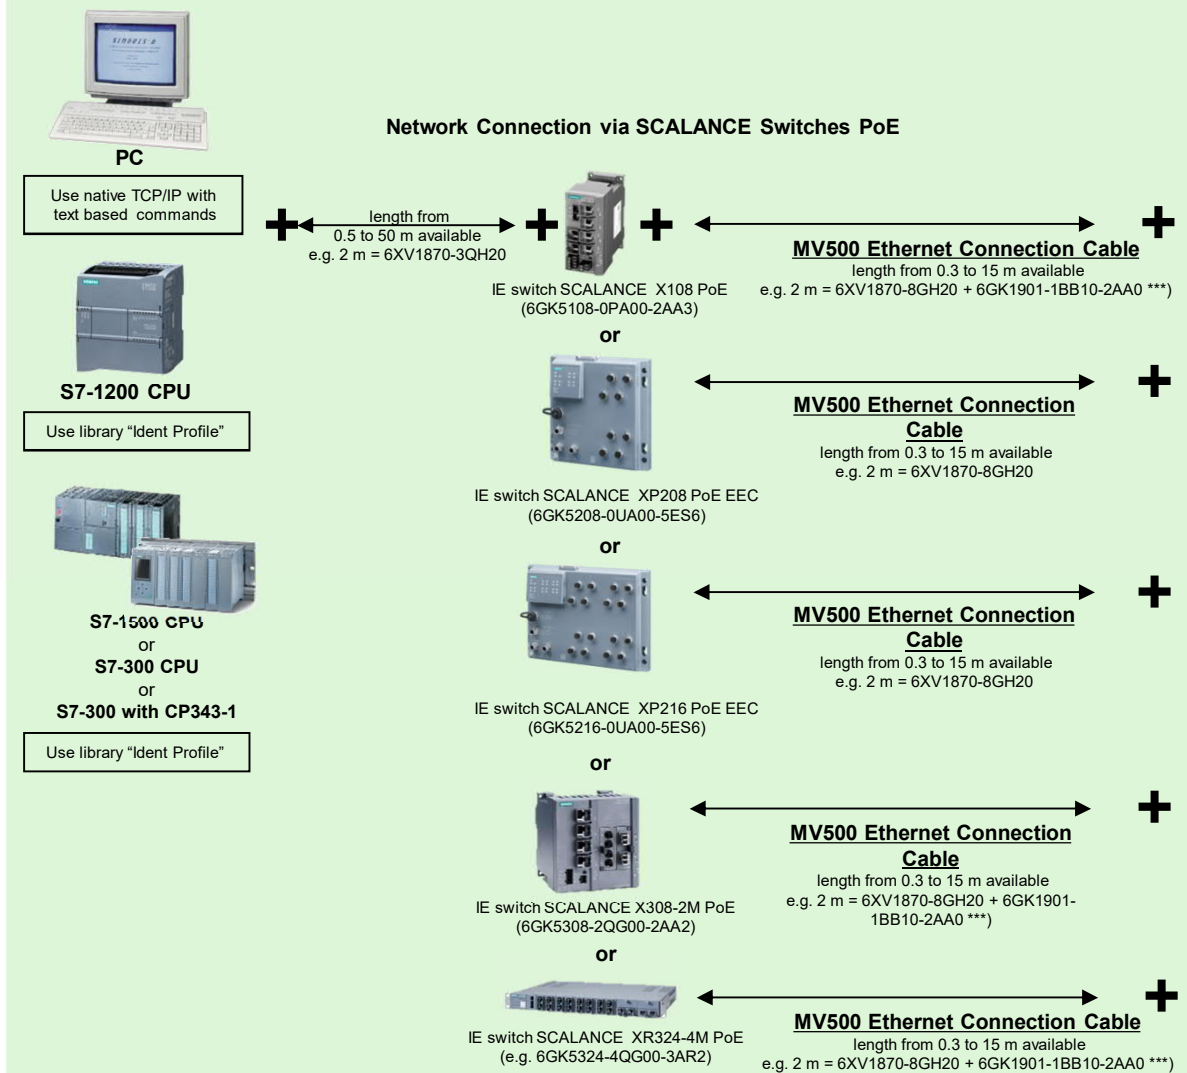 SIMODIS'D
PC
Use native TCP/IP with
text based commands
S7-1200 CPU
Use library “Ident Profile”
S7-1500 CPU
or
S7-300 CPU
or
S7-300 with CP343-1
Use library “Ident Profile”
Network Connection via SCALANCE Switches PoE
length from
0.5 to 50 m available
e.g. 2 m = 6XV1870-3QH20
IE switch SCALANCE X108 PoE
(6GK5108-0PA00-2AA3)
or
MV500 Ethernet Connection Cable
length from 0.3 to 15 m available
e.g. 2 m = 6XV1870-8GH20 + 6GK1901-1BB10-2AA0 ***)
IE switch SCALANCE XP208 PoE EEC
(6GK5208-0UA00-5ES6)
or
MV500 Ethernet Connection
Cable
length from 0.3 to 15 m available
e.g. 2 m = 6XV1870-8GH20
IE switch SCALANCE XP216 PoE EEC
(6GK5216-0UA00-5ES6)
or
MV500 Ethernet Connection
Cable
length from 0.3 to 15 m available
e.g. 2 m = 6XV1870-8GH20
IE switch SCALANCE X308-2M PoE
(6GK5308-2QG00-2AA2)
or
MV500 Ethernet Connection
Cable
length from 0.3 to 15 m available
e.g. 2 m = 6XV1870-8GH20 + 6GK1901-
1BB10-2AA0 ***)
IE switch SCALANCE XR324-4M PoE
(e.g. 6GK5324-4QG00-3AR2)
MV500 Ethernet Connection Cable
length from 0.3 to 15 m available
e.g. 2 m = 6XV1870-8GH20 + 6GK1901-1BB10-2AA0 ***)